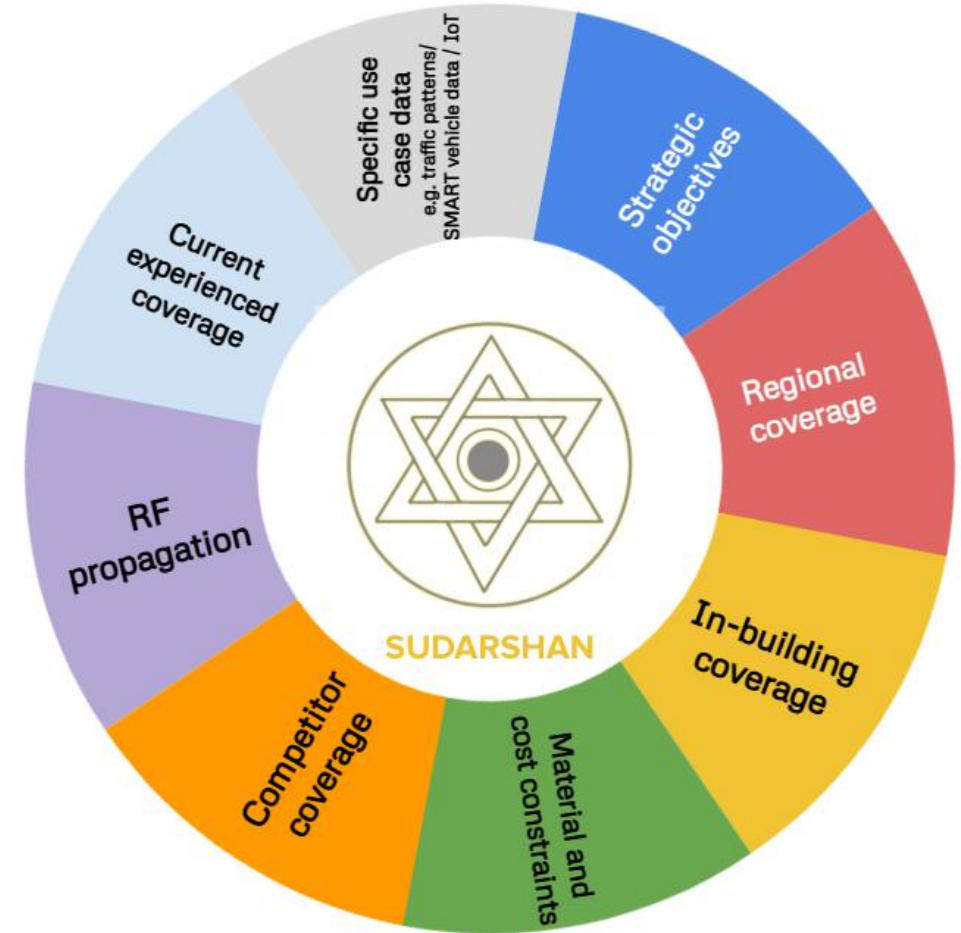 Specific use
case data
e.g. traffic patterns/
SMART vehicle data / IoT
Strategic
objectives
Regional
coverage
In-building
coverage
Material and
cost constraints
Competitor
coverage
RF
propagation
Current
experienced
coverage
SUDARSHAN